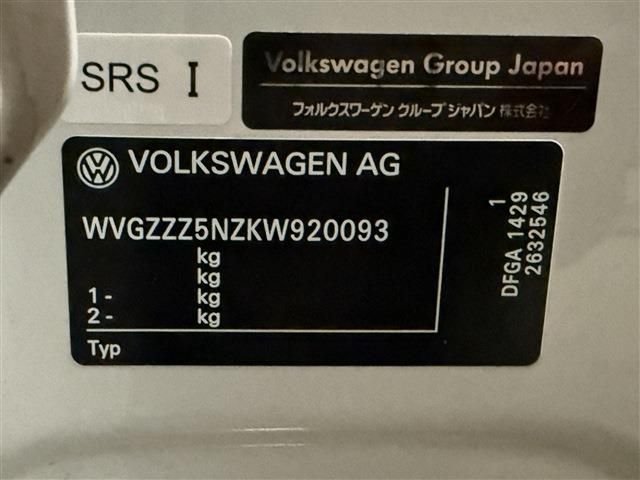 SRS I
Volkswagen Group Japan
フォルクスワーゲン グループ ジャパン 株式会社
VOLKSWAGEN AG
WVGZZZ5NZKW920093
kg
kg
1 - kg
2 - kg
Typ
1
DFGA 1429
2632546